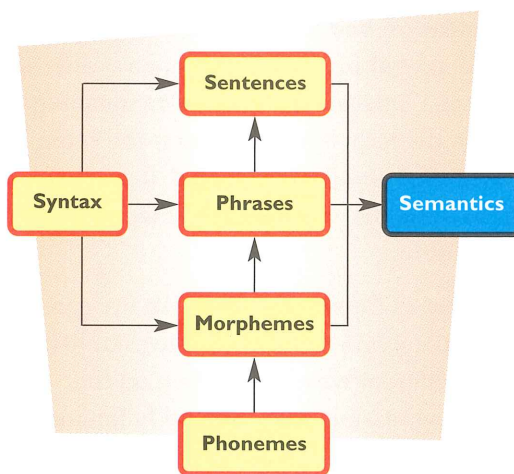 Sentences
Syntax
Phrases
Semantics
Morphemes
Phonemes